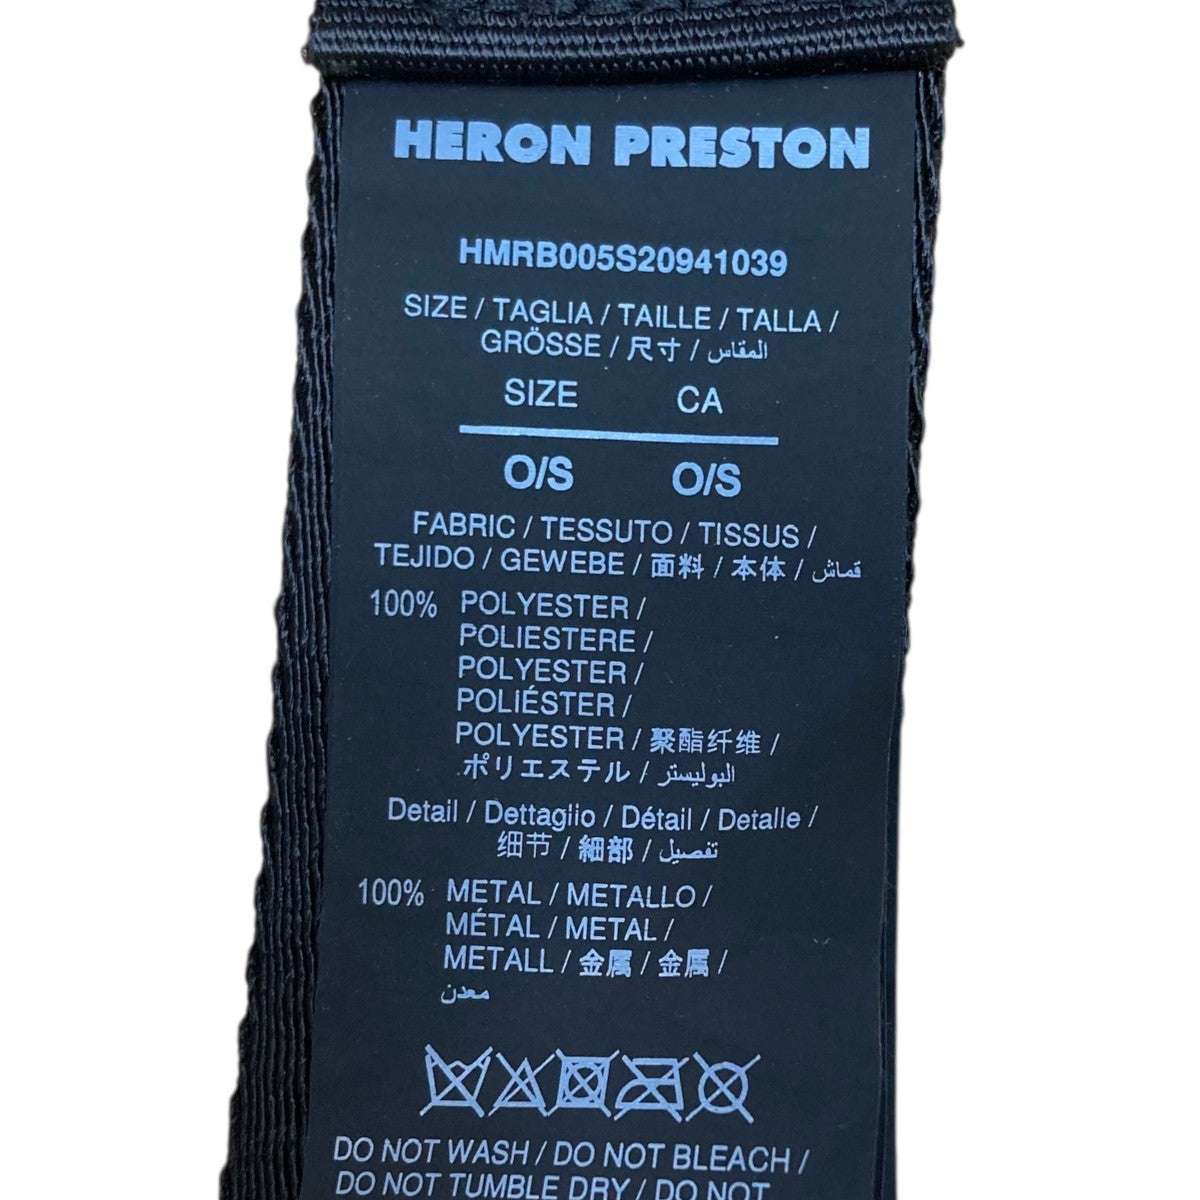 HERON PRESTON
HMRB005S20941039
SIZE / TAGLIA / TAILLE / TALLA /
GRÖSSE / 尺寸 / المقاس
SIZE CA
O/S O/S
FABRIC / TESSUTO / TISSUS /
TEJIDO / GEWEBE / 面料 / 本体 / قماش
100% POLYESTER /
POLIESTERE /
POLYESTER /
POLIÉSTER /
POLYESTER / 聚酯纤维 /
ポリエステル / البوليستر
Detail / Dettaglio / Détail / Detalle /
细节 / 細部 / تفصيل
100% METAL / METALLO /
MÉTAL / METAL /
METALL / 金属 / 金属 /
معدن
DO NOT WASH / DO NOT BLEACH /
DO NOT TUMBLE DRY / DO NOT